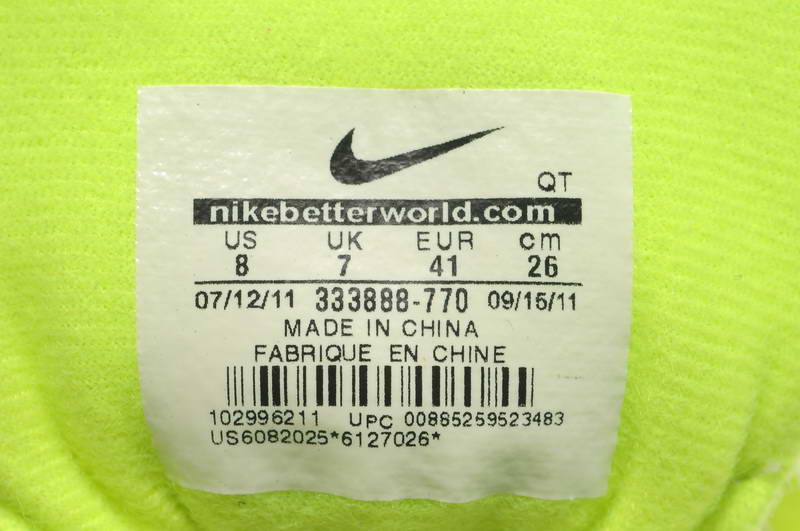 QT
nikebetterworld.com
US UK EUR cm
8 7 41 26
07/12/11 333888-770 09/15/11
MADE IN CHINA
FABRIQUE EN CHINE
102996211 UPC 00885259523483
US6082025*6127026*